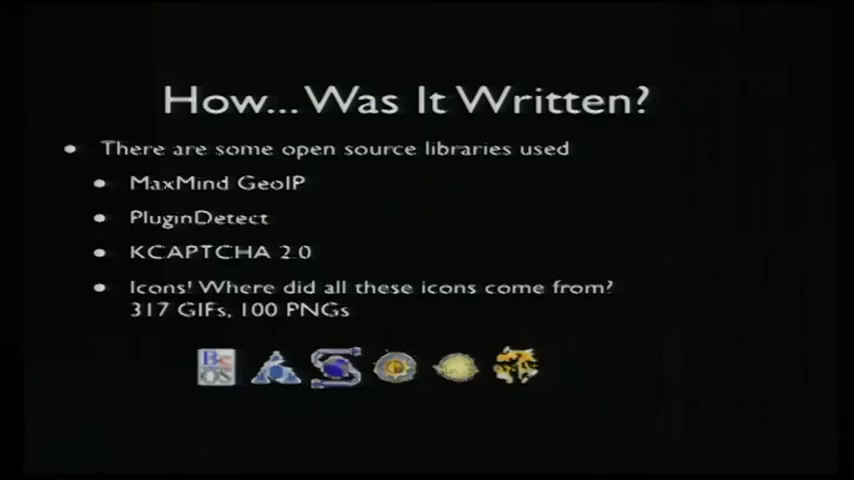 How... Was It Written?
There are some open source libraries used
MaxMind GeoIP
PluginDetect
KCAPTCHA 2.0
Icons! Where did all these icons come from?
317 GIFs, 100 PNGs